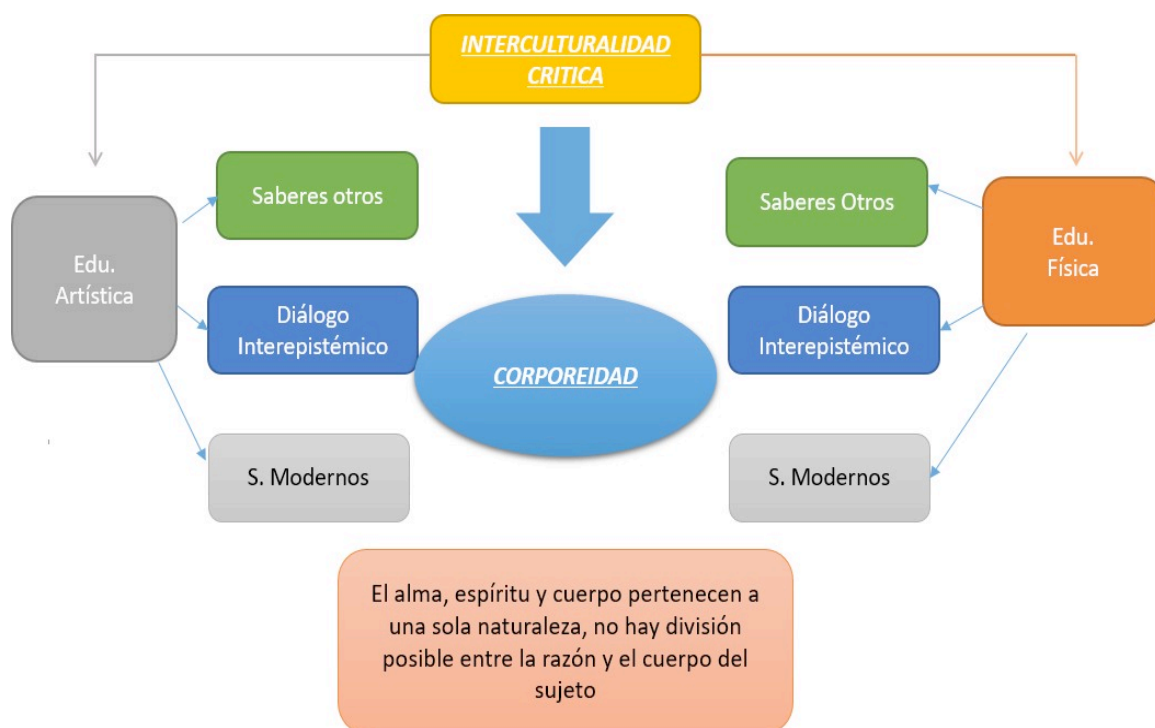 INTERCULTURALIDAD
CRITICA
Saberes otros
Saberes Otros
Edu.
Artística
Edu.
Física
Diálogo
Interepistémico
Diálogo
Interepistémico
CORPOREIDAD
S. Modernos
S. Modernos
El alma, espíritu y cuerpo pertenecen a
una sola naturaleza, no hay división
posible entre la razón y el cuerpo del
sujeto